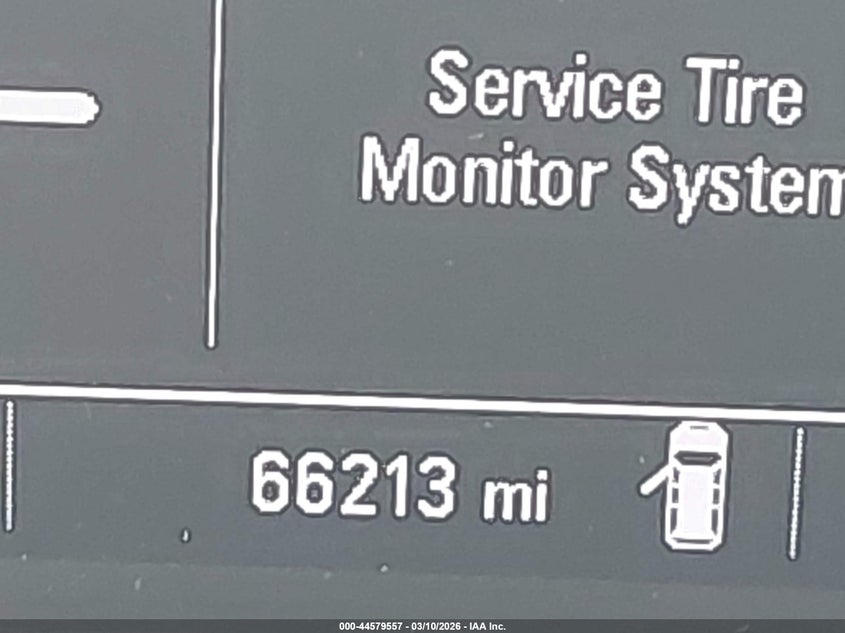 Service Tire
Monitor System
66213 mi
000-44579557 - 03/10/2026 - IAA Inc.